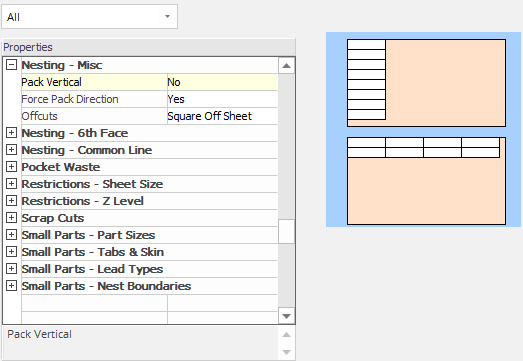 All
Properties
Nesting - Misc
Pack Vertical No
Force Pack Direction Yes
Offcuts Square Off Sheet
Nesting - 6th Face
Nesting - Common Line
Pocket Waste
Restrictions - Sheet Size
Restrictions - Z Level
Scrap Cuts
Small Parts - Part Sizes
Small Parts - Tabs & Skin
Small Parts - Lead Types
Small Parts - Nest Boundaries
Pack Vertical